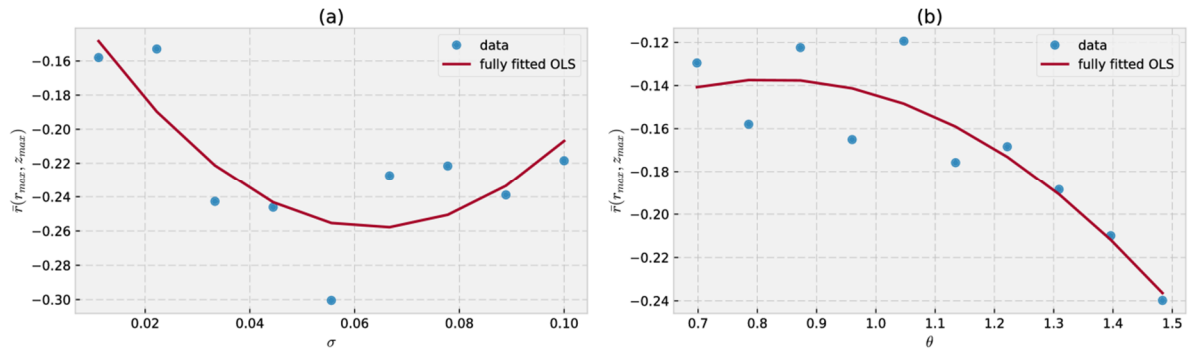 (a)
−0.16
−0.18
−0.20
−0.22
−0.24
−0.26
−0.28
−0.30
r̄(r_max, z_max)
data
fully fitted OLS
0.02 0.04 0.06 0.08 0.10
σ
(b)
−0.12
−0.14
−0.16
−0.18
−0.20
−0.22
−0.24
r̄(r_max, z_max)
data
fully fitted OLS
0.7 0.8 0.9 1.0 1.1 1.2 1.3 1.4 1.5
θ